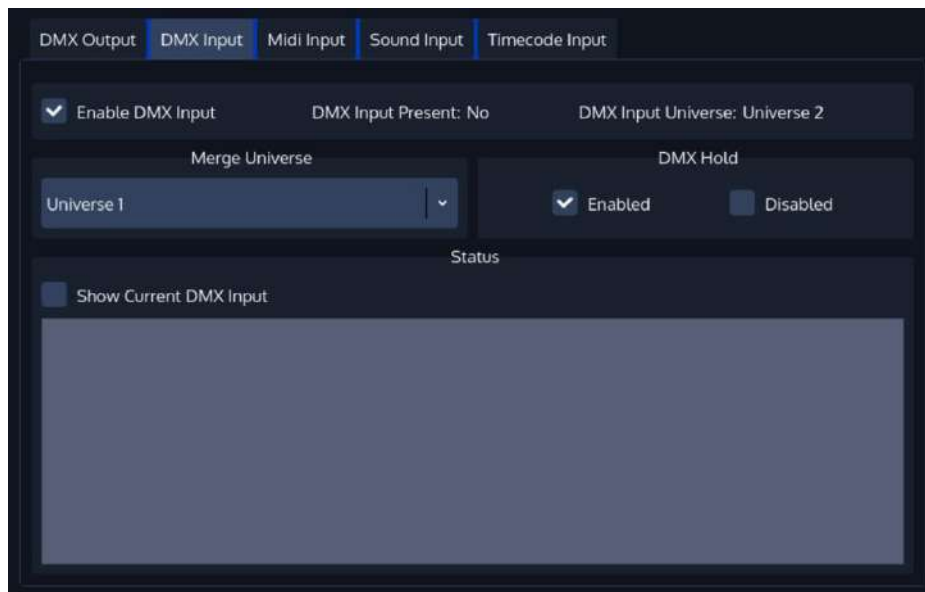 DMX Output DMX Input Midi Input Sound Input Timecode Input
Enable DMX Input DMX Input Present: No DMX Input Universe: Universe 2
Merge Universe DMX Hold
Universe 1 Enabled Disabled
Status
Show Current DMX Input